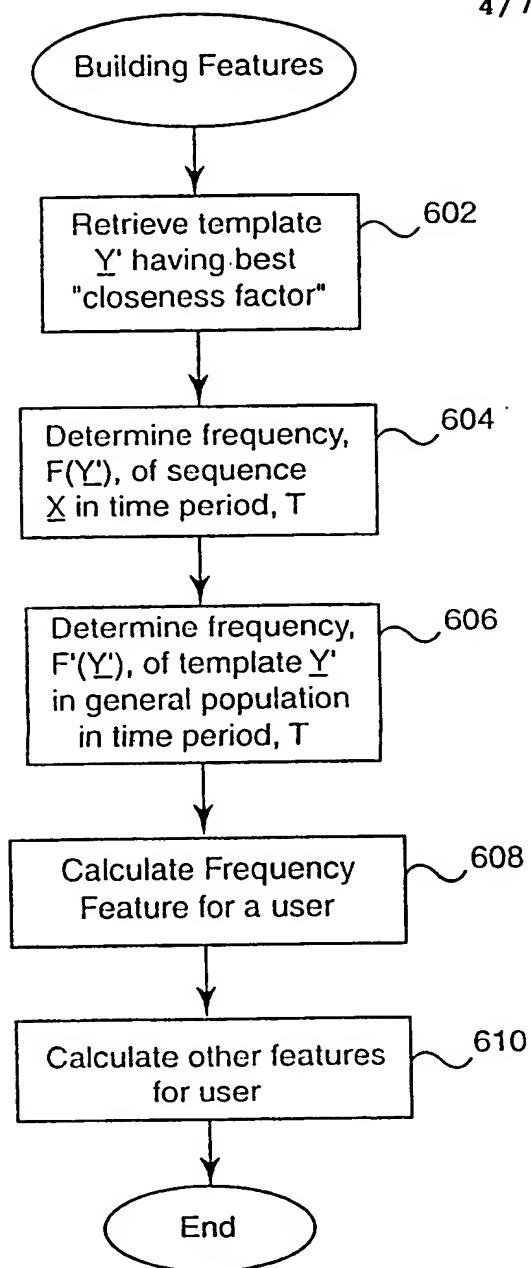 4/7
Building Features
Retrieve template
Y' having best
"closeness factor"
602
Determine frequency,
F(Y'), of sequence
X in time period, T
604
Determine frequency,
F'(Y'), of template Y'
in general population
in time period, T
606
Calculate Frequency
Feature for a user
608
Calculate other features
for user
610
End